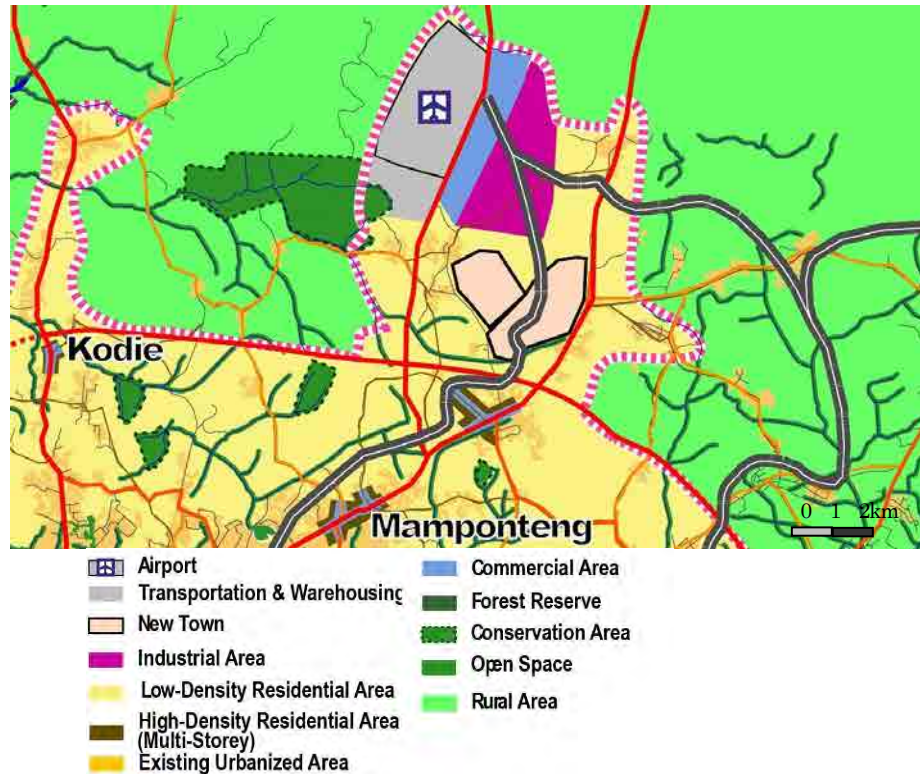 Kodie
Mamponteng
0 1 2km
Airport
Transportation & Warehousing
New Town
Industrial Area
Low-Density Residential Area
High-Density Residential Area
(Multi-Storey)
Existing Urbanized Area
Commercial Area
Forest Reserve
Conservation Area
Open Space
Rural Area